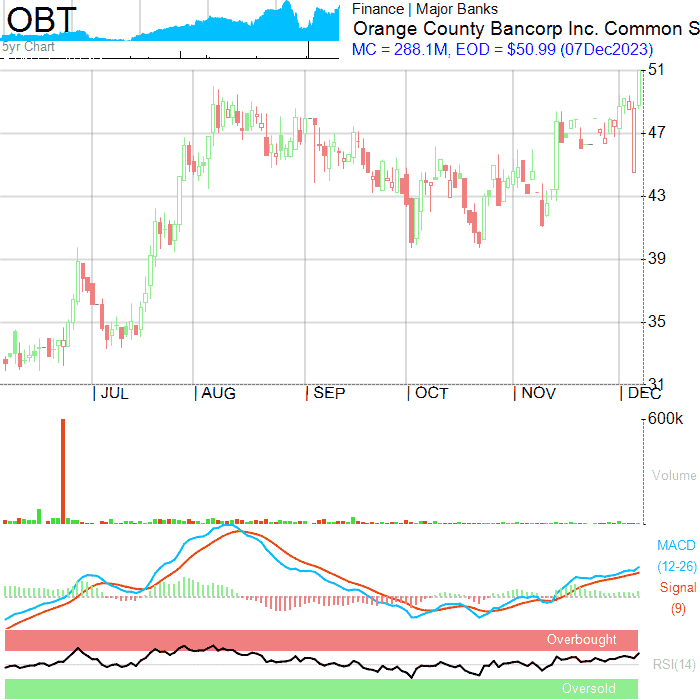 OBT
5yr Chart
Finance | Major Banks
Orange County Bancorp Inc. Common S
MC = 288.1M, EOD = $50.99 (07Dec2023)
51
47
43
39
35
31
JUL AUG SEP OCT NOV DEC
600k
Volume
MACD
(12-26)
Signal
(9)
Overbought
RSI(14)
Oversold